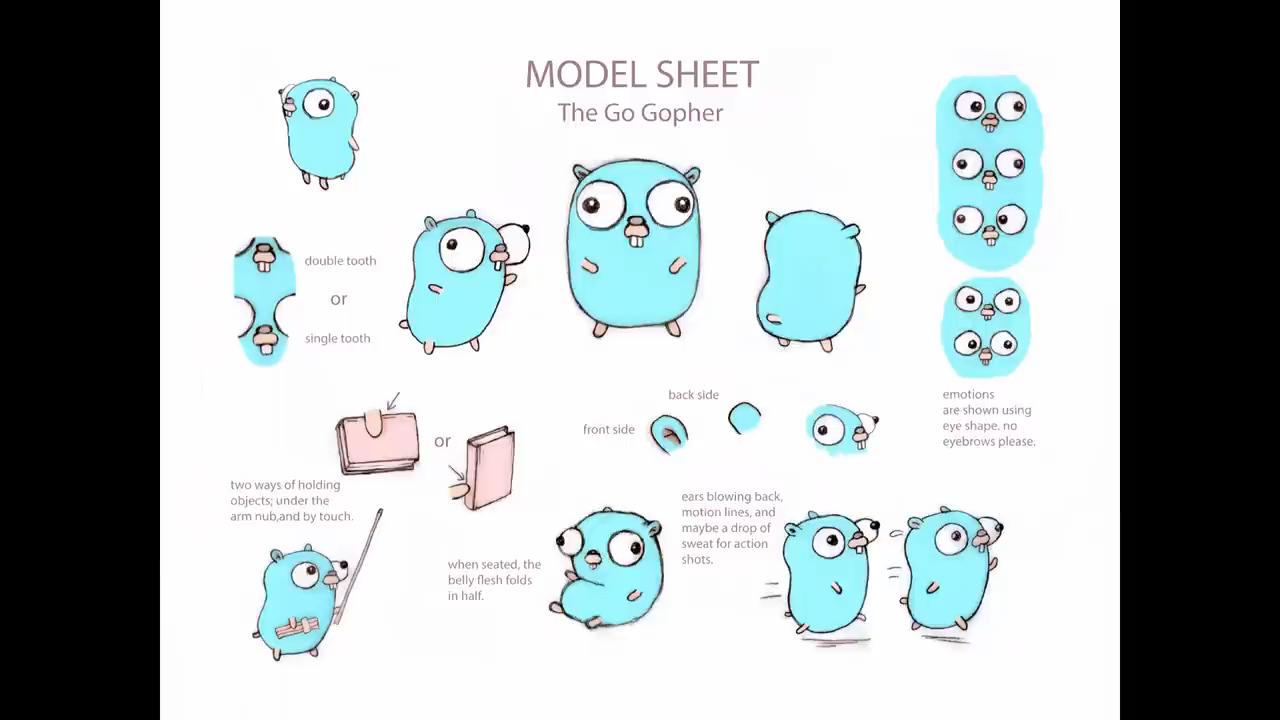 MODEL SHEET
The Go Gopher
double tooth
or
single tooth
emotions
are shown using
eye shape. no
eyebrows please.
back side
front side
or
two ways of holding
objects; under the
arm nub,and by touch.
when seated, the
belly flesh folds
in half.
ears blowing back,
motion lines, and
maybe a drop of
sweat for action
shots.